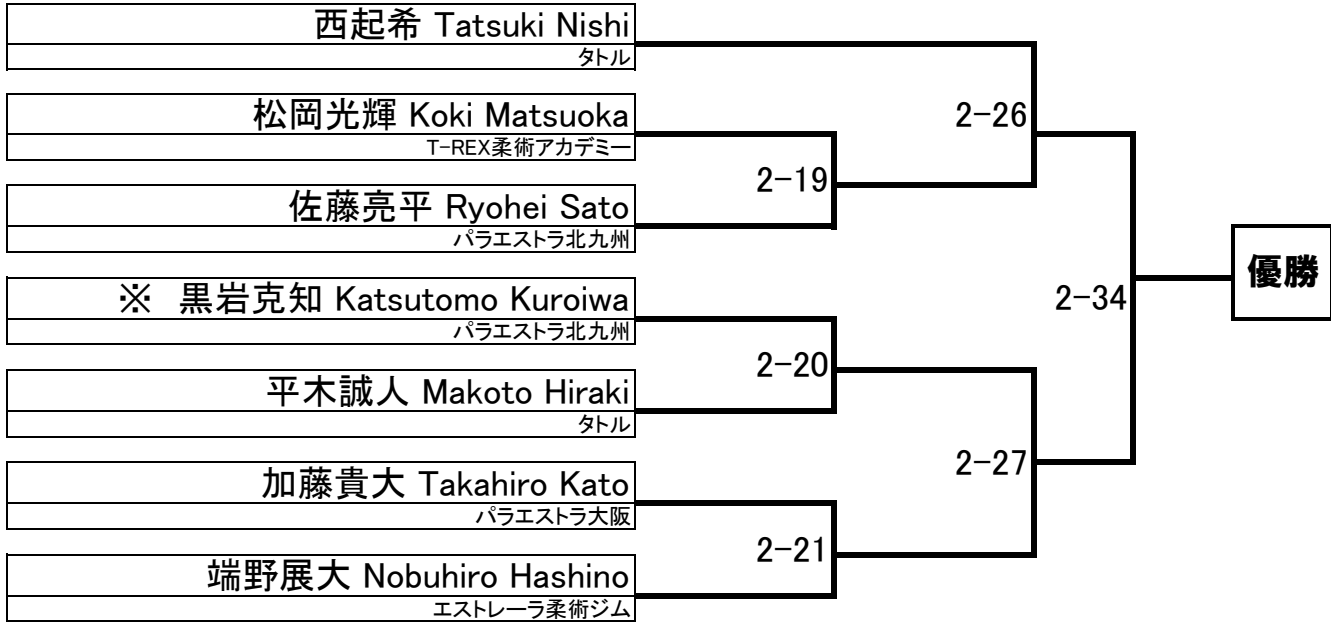 西起希 Tatsuki Nishi
タトル
松岡光輝 Koki Matsuoka
T-REX柔術アカデミー
佐藤亮平 Ryohei Sato
パラエストラ北九州
※ 黒岩克知 Katsutomo Kuroiwa
パラエストラ北九州
平木誠人 Makoto Hiraki
タトル
加藤貴大 Takahiro Kato
パラエストラ大阪
端野展大 Nobuhiro Hashino
エストレーラ柔術ジム
2-19
2-20
2-21
2-26
2-27
2-34
優勝